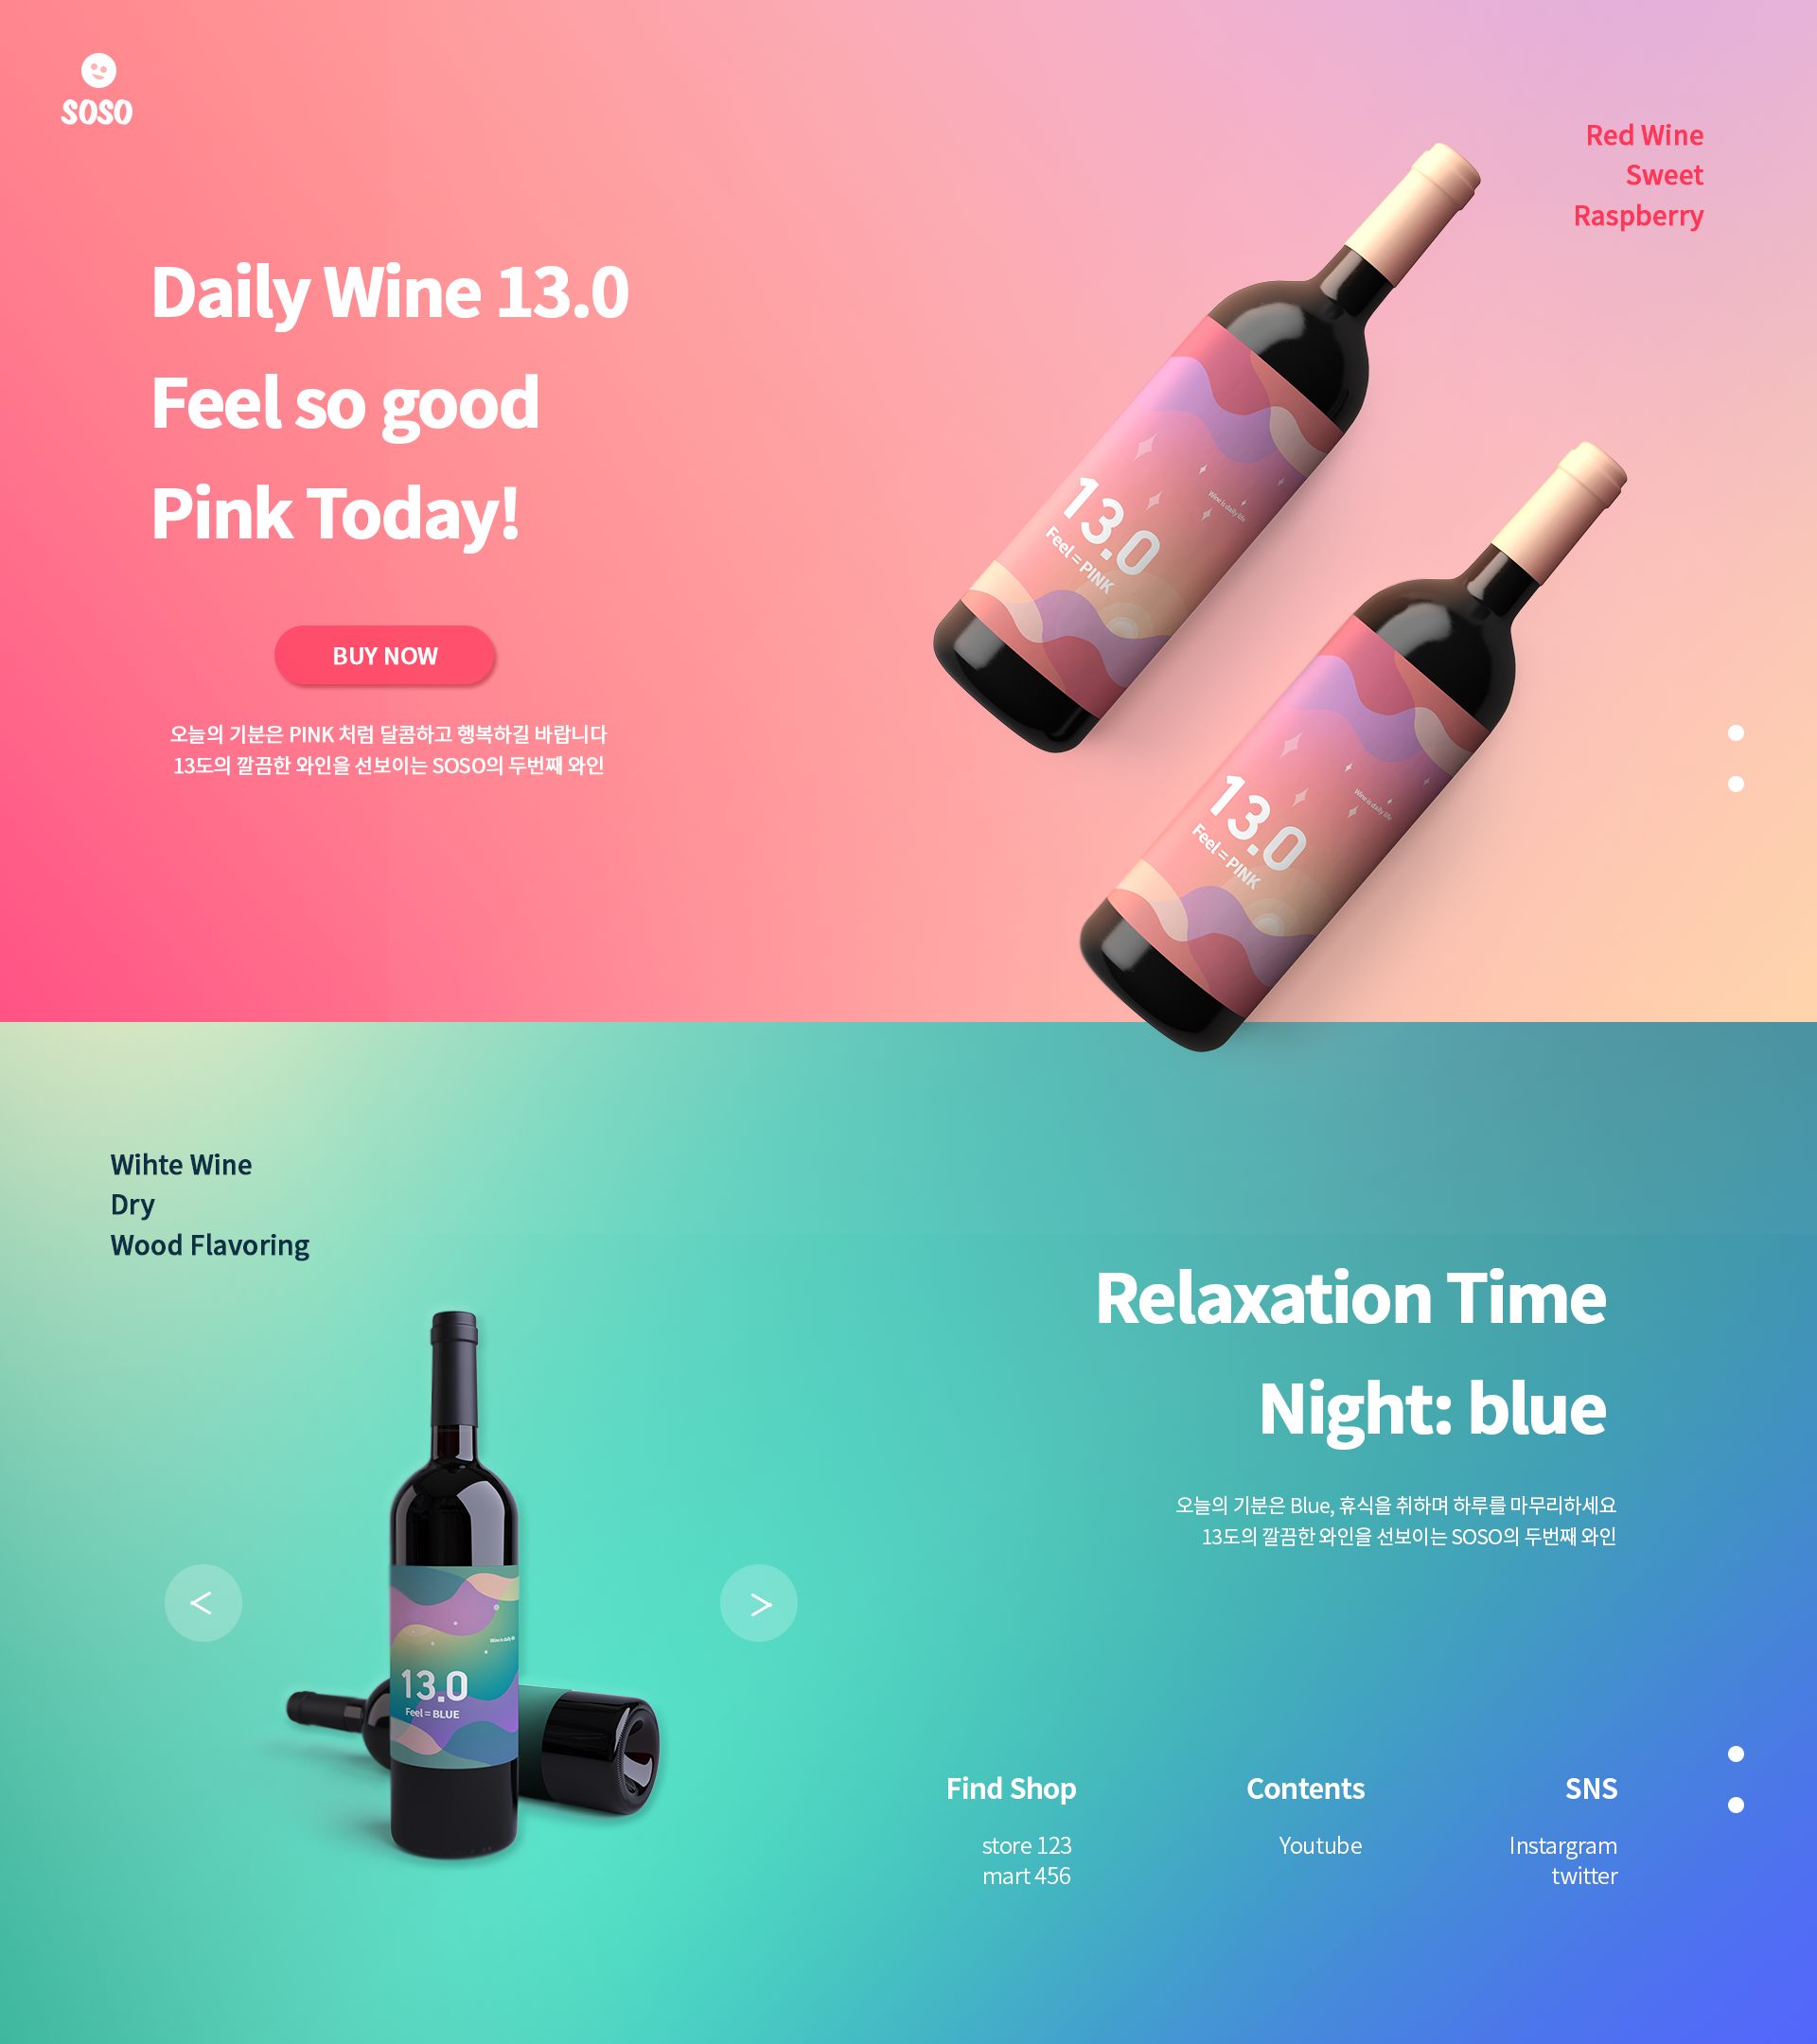 SOSO
Red Wine
Sweet
Raspberry
Daily Wine 13.0
Feel so good
Pink Today!
BUY NOW
오늘의 기분은 PINK 처럼 달콤하고 행복하길 바랍니다
13도의 깔끔한 와인을 선보이는 SOSO의 두번째 와인
Wine is daily life
13.0
Feel = PINK
Wine is daily life
13.0
Feel = PINK
Wihte Wine
Dry
Wood Flavoring
Relaxation Time
Night: blue
오늘의 기분은 Blue, 휴식을 취하며 하루를 마무리하세요
13도의 깔끔한 와인을 선보이는 SOSO의 두번째 와인
<
>
Wine is daily life
13.0
Feel = BLUE
Find Shop
store 123
mart 456
Contents
Youtube
SNS
Instargram
twitter